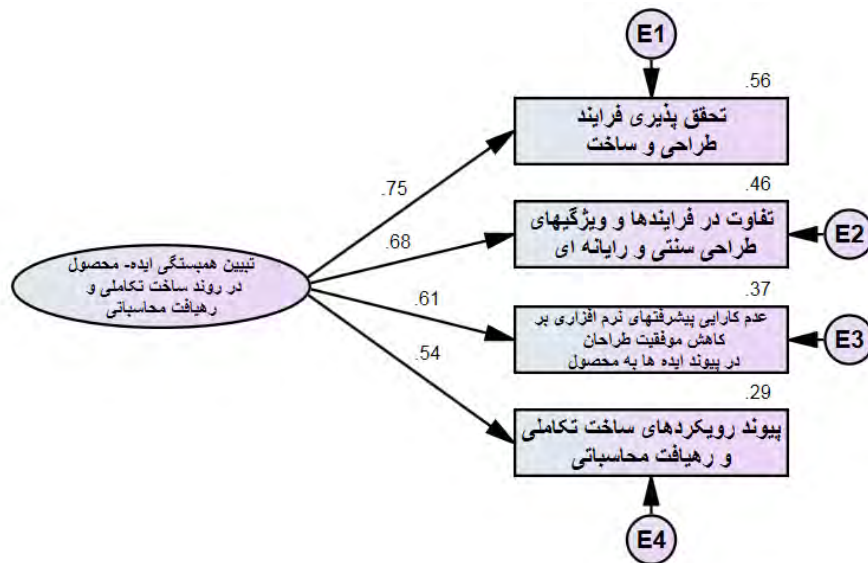 E1
.56
تحقق پذیری فرایند
طراحی و ساخت
.75
.46
تفاوت در فرایندها و ویژگیهای
طراحی سنتی و رایانه ای
E2
.68
تبیین همبستگی ایده- محصول
در روند ساخت تکاملی و
رهیافت محاسباتی
.61
.37
عدم کارایی پیشرفتهای نرم افزاری بر
کاهش موفقیت طراحان
در پیوند ایده ها به محصول
E3
.54
.29
پیوند رویکردهای ساخت تکاملی
و رهیافت محاسباتی
E4